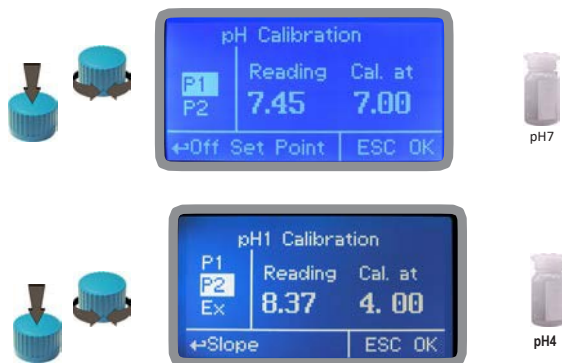 pH Calibration
P1
P2
Reading Cal. at
7.45 7.00
↩Off Set Point ESC OK
pH7
pH1 Calibration
P1
P2
Ex
Reading Cal. at
8.37 4. 00
↩Slope ESC OK
pH4